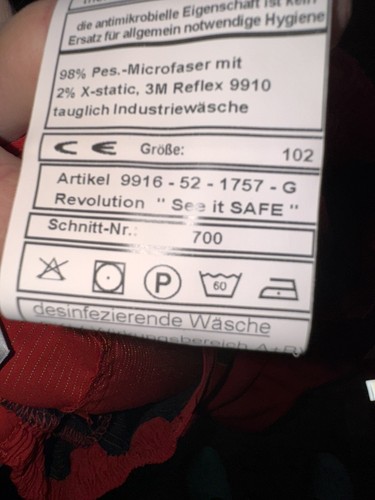 die antimikrobielle Eigenschaft ist kein
Ersatz für allgemein notwendige Hygiene
98% Pes.-Microfaser mit
2% X-static, 3M Reflex 9910
tauglich Industriewäsche
CE Größe: 102
Artikel 9916 - 52 - 1757 - G
Revolution " See it SAFE "
Schnitt-Nr.: 700
P 60
desinfezierende Wäsche